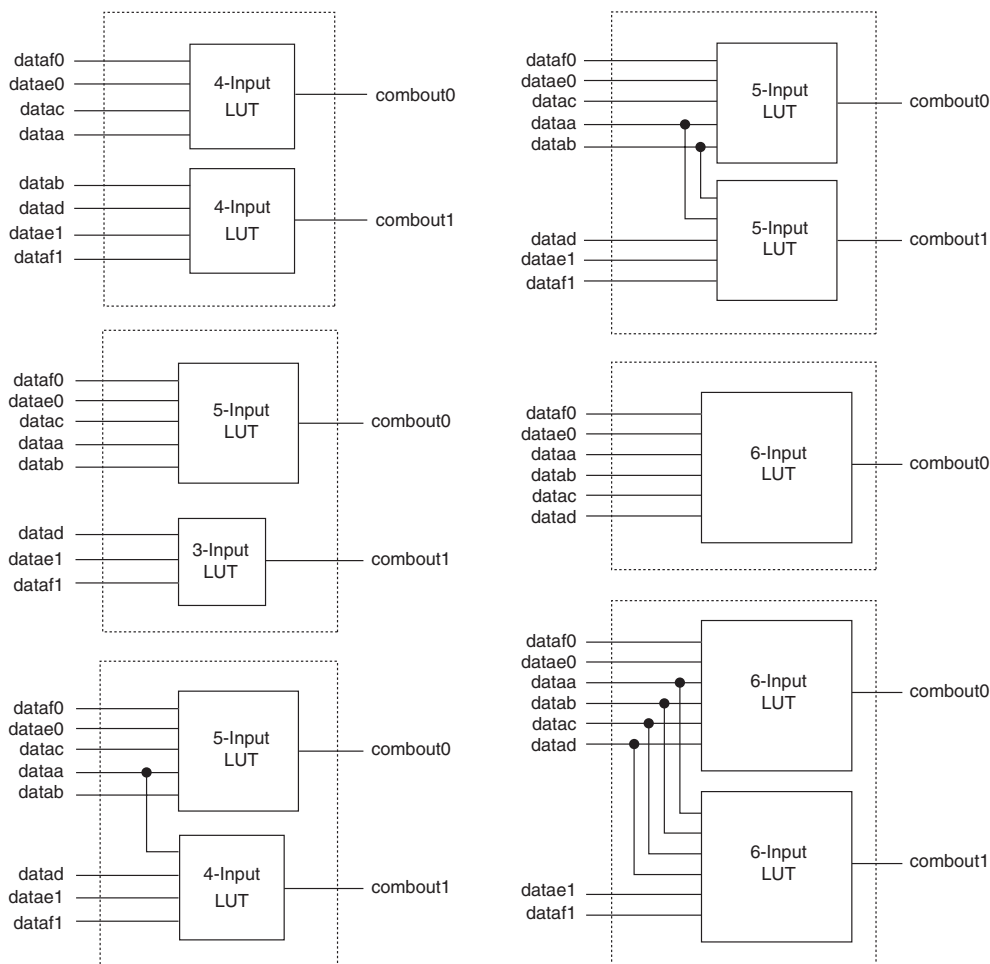 dataf0
datae0
datac
dataa
4-Input
LUT
combout0
datab
datad
datae1
dataf1
4-Input
LUT
combout1
dataf0
datae0
datac
dataa
datab
5-Input
LUT
combout0
datad
datae1
dataf1
3-Input
LUT
combout1
dataf0
datae0
datac
dataa
datab
5-Input
LUT
combout0
datad
datae1
dataf1
4-Input
LUT
combout1
dataf0
datae0
datac
dataa
datab
5-Input
LUT
combout0
datad
datae1
dataf1
5-Input
LUT
combout1
dataf0
datae0
dataa
datab
datac
datad
6-Input
LUT
combout0
dataf0
datae0
dataa
datab
datac
datad
6-Input
LUT
combout0
datae1
dataf1
6-Input
LUT
combout1